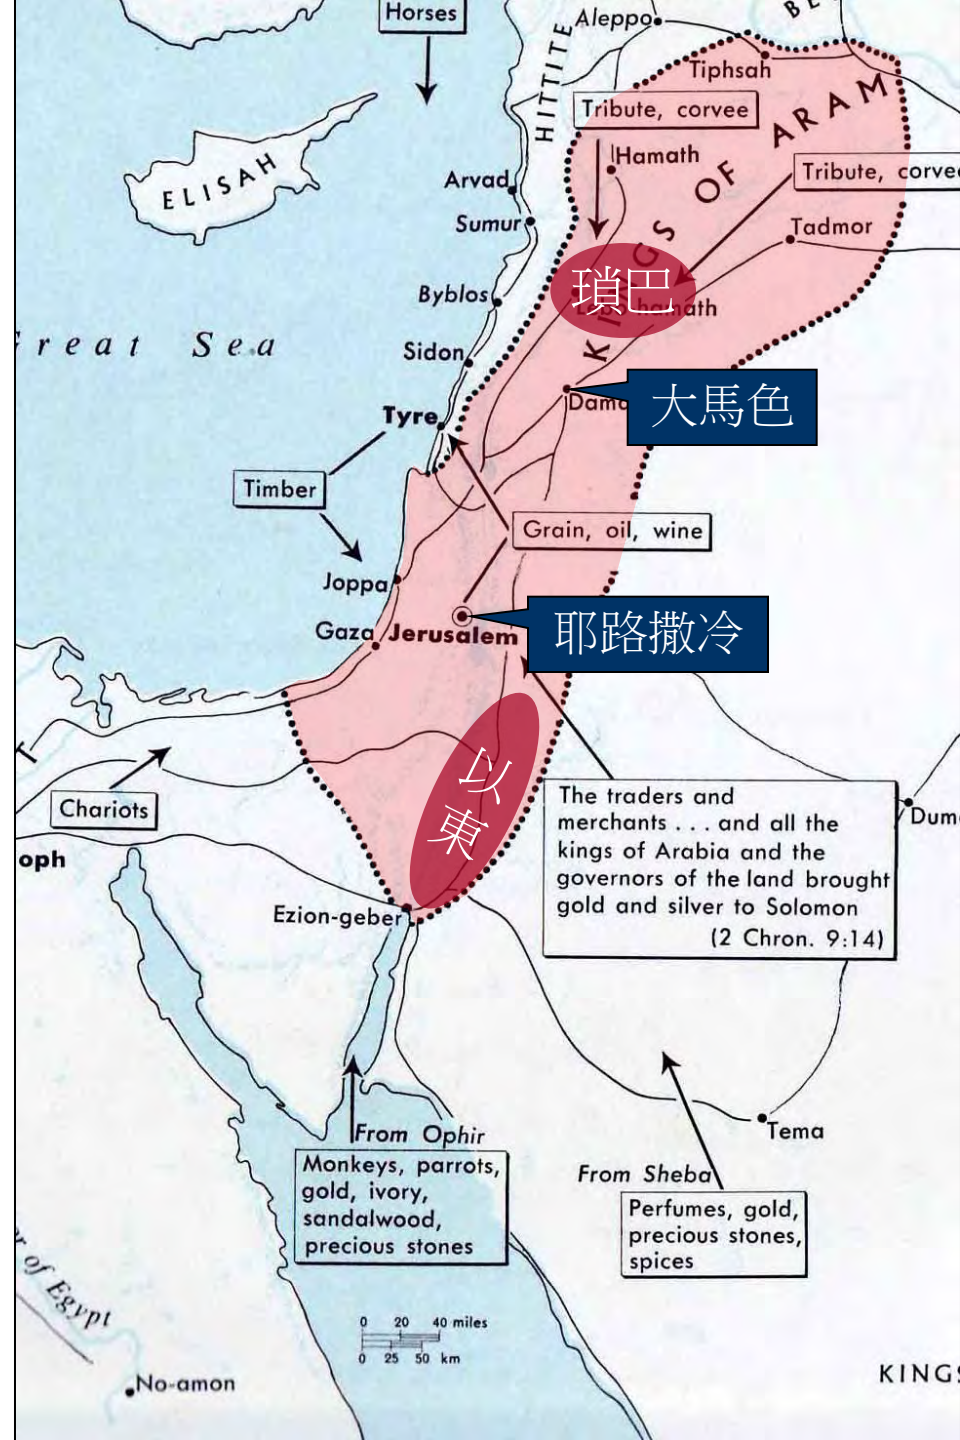 Horses
Aleppo
HITTITE
Tiphsah
Tribute, corvee
KINGS OF ARAM
Hamath
Tribute, corvee
ELISAH
Arvad
Sumur
Tadmor
瑣巴
Byblos
Great Sea
Sidon
大馬色
Tyre
Timber
Grain, oil, wine
Joppa
耶路撒冷
Gaza
Jerusalem
以東
Chariots
The traders and
merchants . . . and all the
kings of Arabia and the
governors of the land brought
gold and silver to Solomon
(2 Chron. 9:14)
oph
Ezion-geber
From Ophir
Monkeys, parrots,
gold, ivory,
sandalwood,
precious stones
Tema
From Sheba
Perfumes, gold,
precious stones,
spices
of Egypt
0 20 40 miles
0 25 50 km
No-amon
KINGS